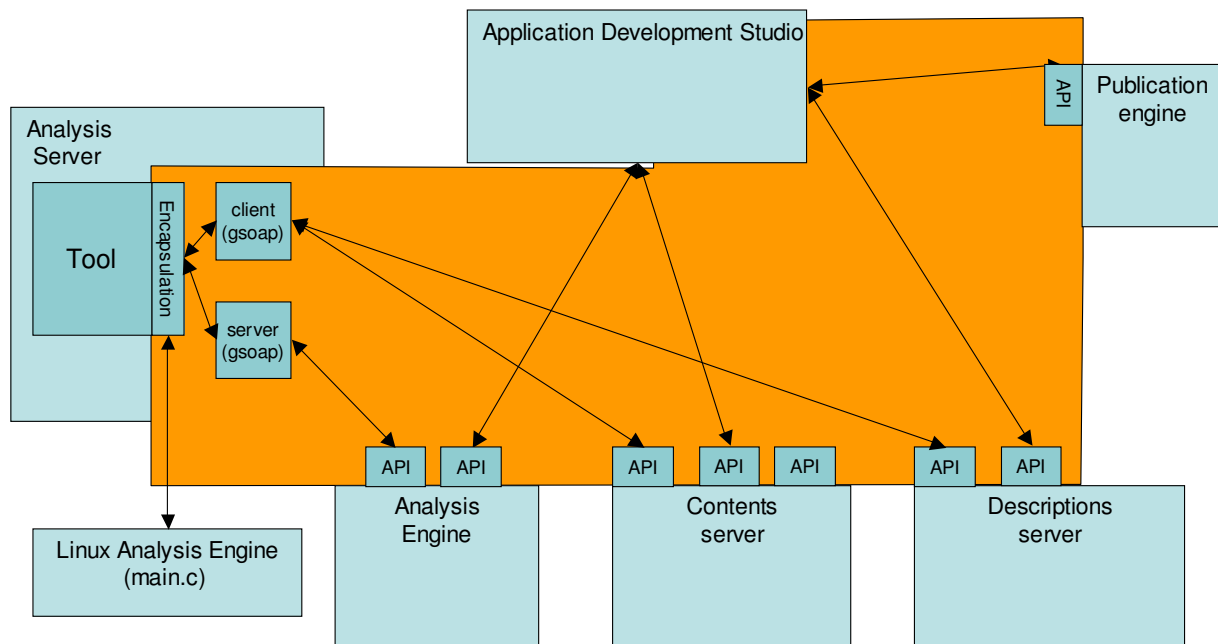 Application Development Studio
API
Publication
engine
Analysis
Server
Tool
Encapsulation
client
(gsoap)
server
(gsoap)
API
API
API
API
API
API
API
Analysis
Engine
Contents
server
Descriptions
server
Linux Analysis Engine
(main.c)